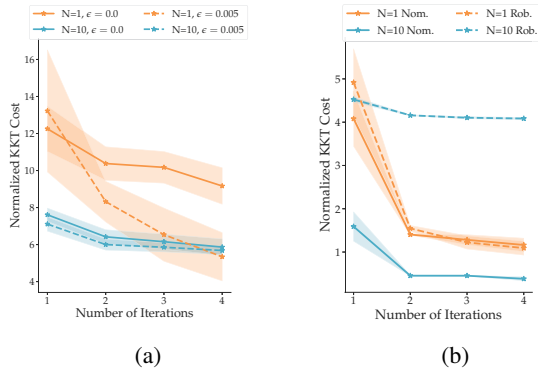 N=1, ϵ = 0.0
N=1, ϵ = 0.005
N=10, ϵ = 0.0
N=10, ϵ = 0.005
Normalized KKT Cost
16
14
12
10
8
6
4
1 2 3 4
Number of Iterations
(a)
N=1 Nom.
N=1 Rob.
N=10 Nom.
N=10 Rob.
Normalized KKT Cost
5
4
3
2
1
1 2 3 4
Number of Iterations
(b)